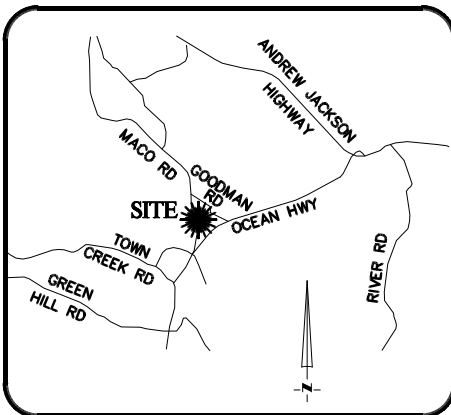 ANDREW JACKSON
HIGHWAY
MACO RD
GOODMAN
RD
SITE
OCEAN HWY
TOWN
CREEK RD
GREEN
HILL RD
RIVER RD
N